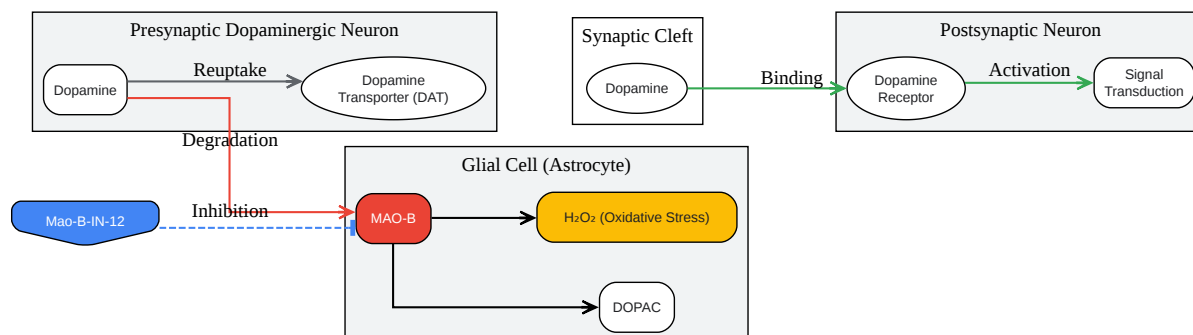 Presynaptic Dopaminergic Neuron
Dopamine
Reuptake
Dopamine
Transporter (DAT)
Synaptic Cleft
Dopamine
Binding
Postsynaptic Neuron
Dopamine
Receptor
Activation
Signal
Transduction
Degradation
Glial Cell (Astrocyte)
Mao-B-IN-12
Inhibition
MAO-B
H₂O₂ (Oxidative Stress)
DOPAC